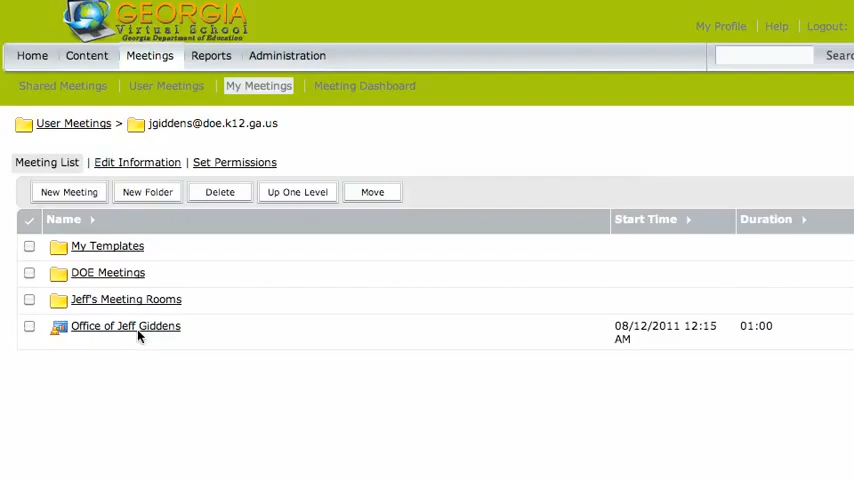 GEORGIA
Virtual School
Georgia Department of Education
My Profile | Help | Logout:
Home Content Meetings Reports Administration
Shared Meetings | User Meetings | My Meetings | Meeting Dashboard
User Meetings > jgiddens@doe.k12.ga.us
Meeting List | Edit Information | Set Permissions
New Meeting New Folder Delete Up One Level Move
Name Start Time Duration
My Templates
DOE Meetings
Jeff's Meeting Rooms
Office of Jeff Giddens 08/12/2011 12:15 01:00
AM